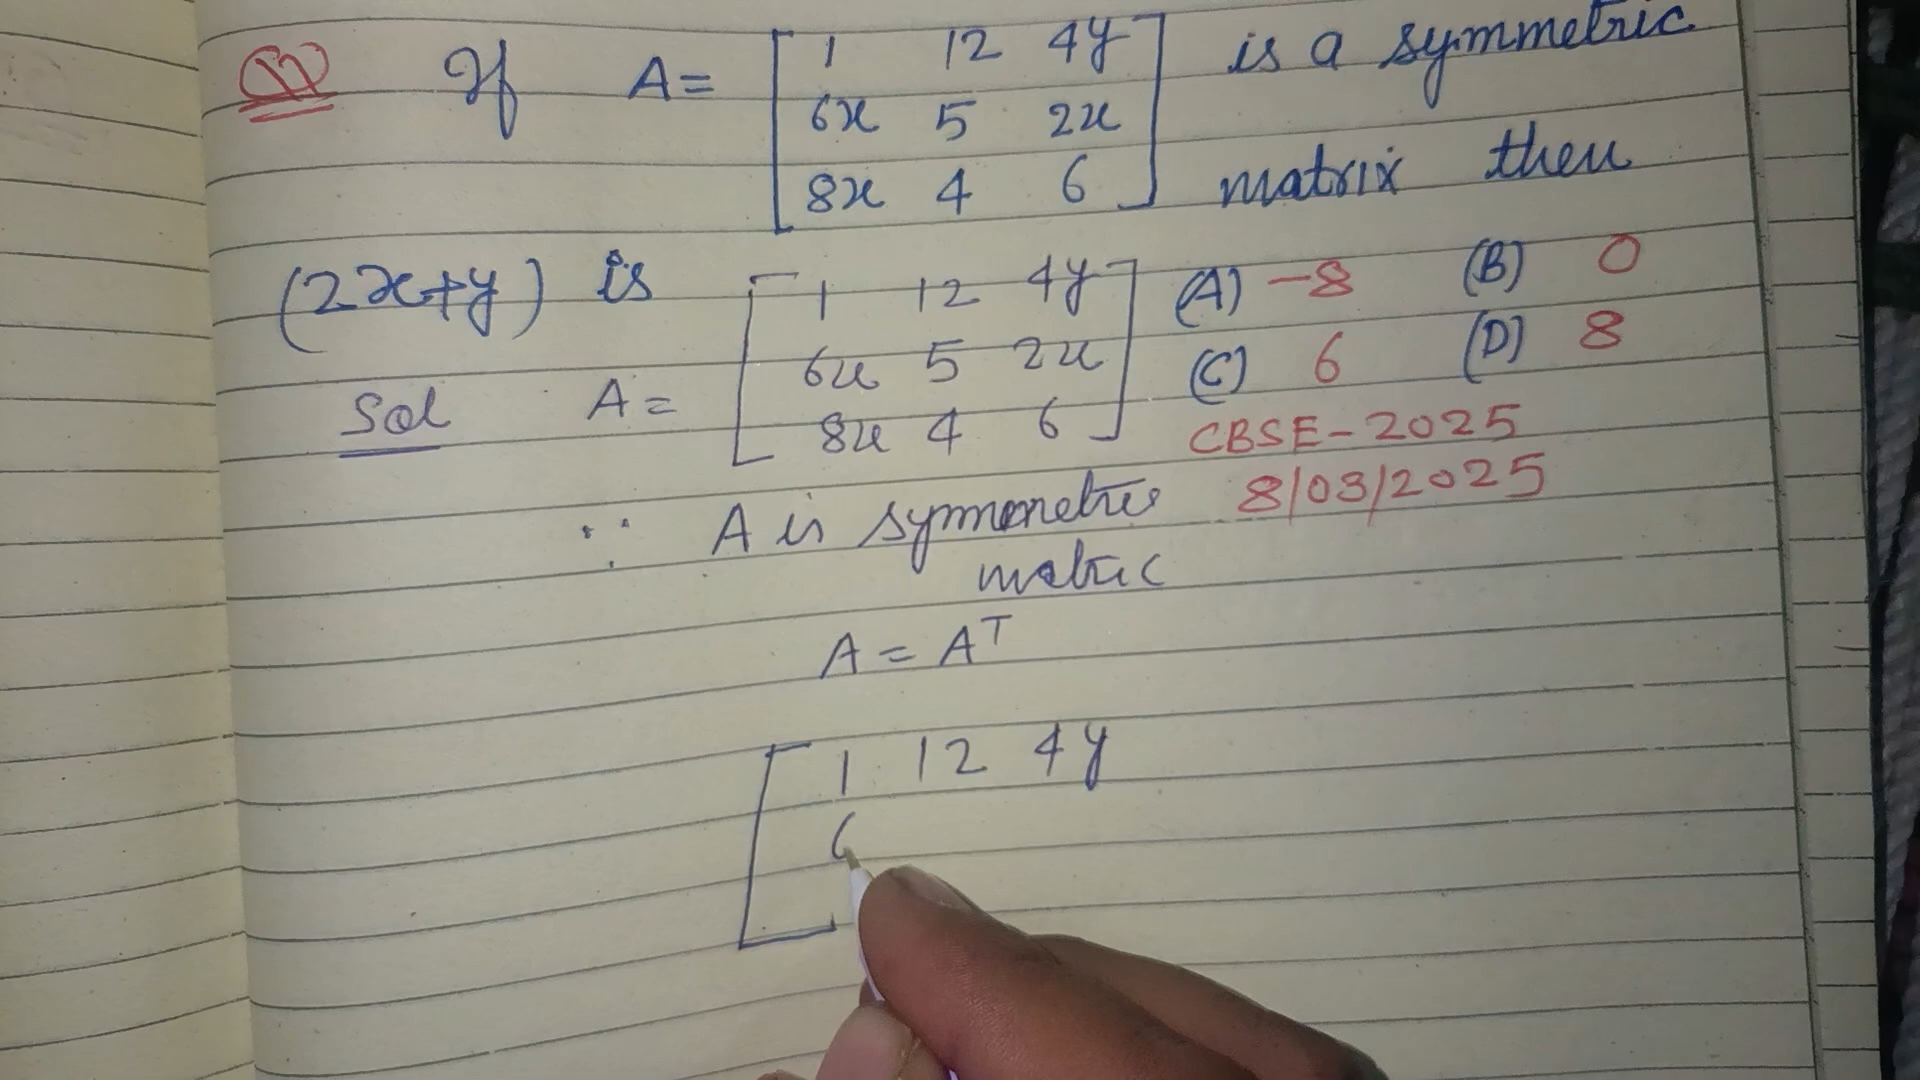 Q If A = [ 1 12 4y is a symmetric
6x 5 2x
8x 4 6 ] matrix then
(2x+y) is (A) -8 (B) 0
(C) 6 (D) 8
Sol A = [ 1 12 4y
6x 5 2x
8x 4 6 ]
CBSE-2025
8/03/2025
∵ A is symmetric
matric
A = A^T
[ 1 12 4y
6